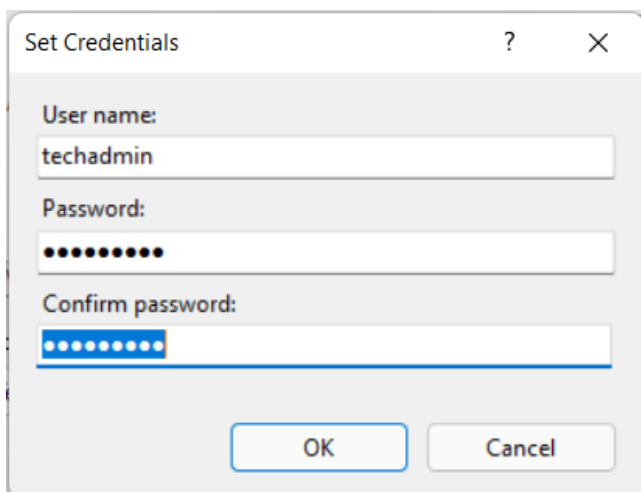 Set Credentials ?
User name:
techadmin
Password:
●●●●●●●●●
Confirm password:
●●●●●●●●●
OK Cancel